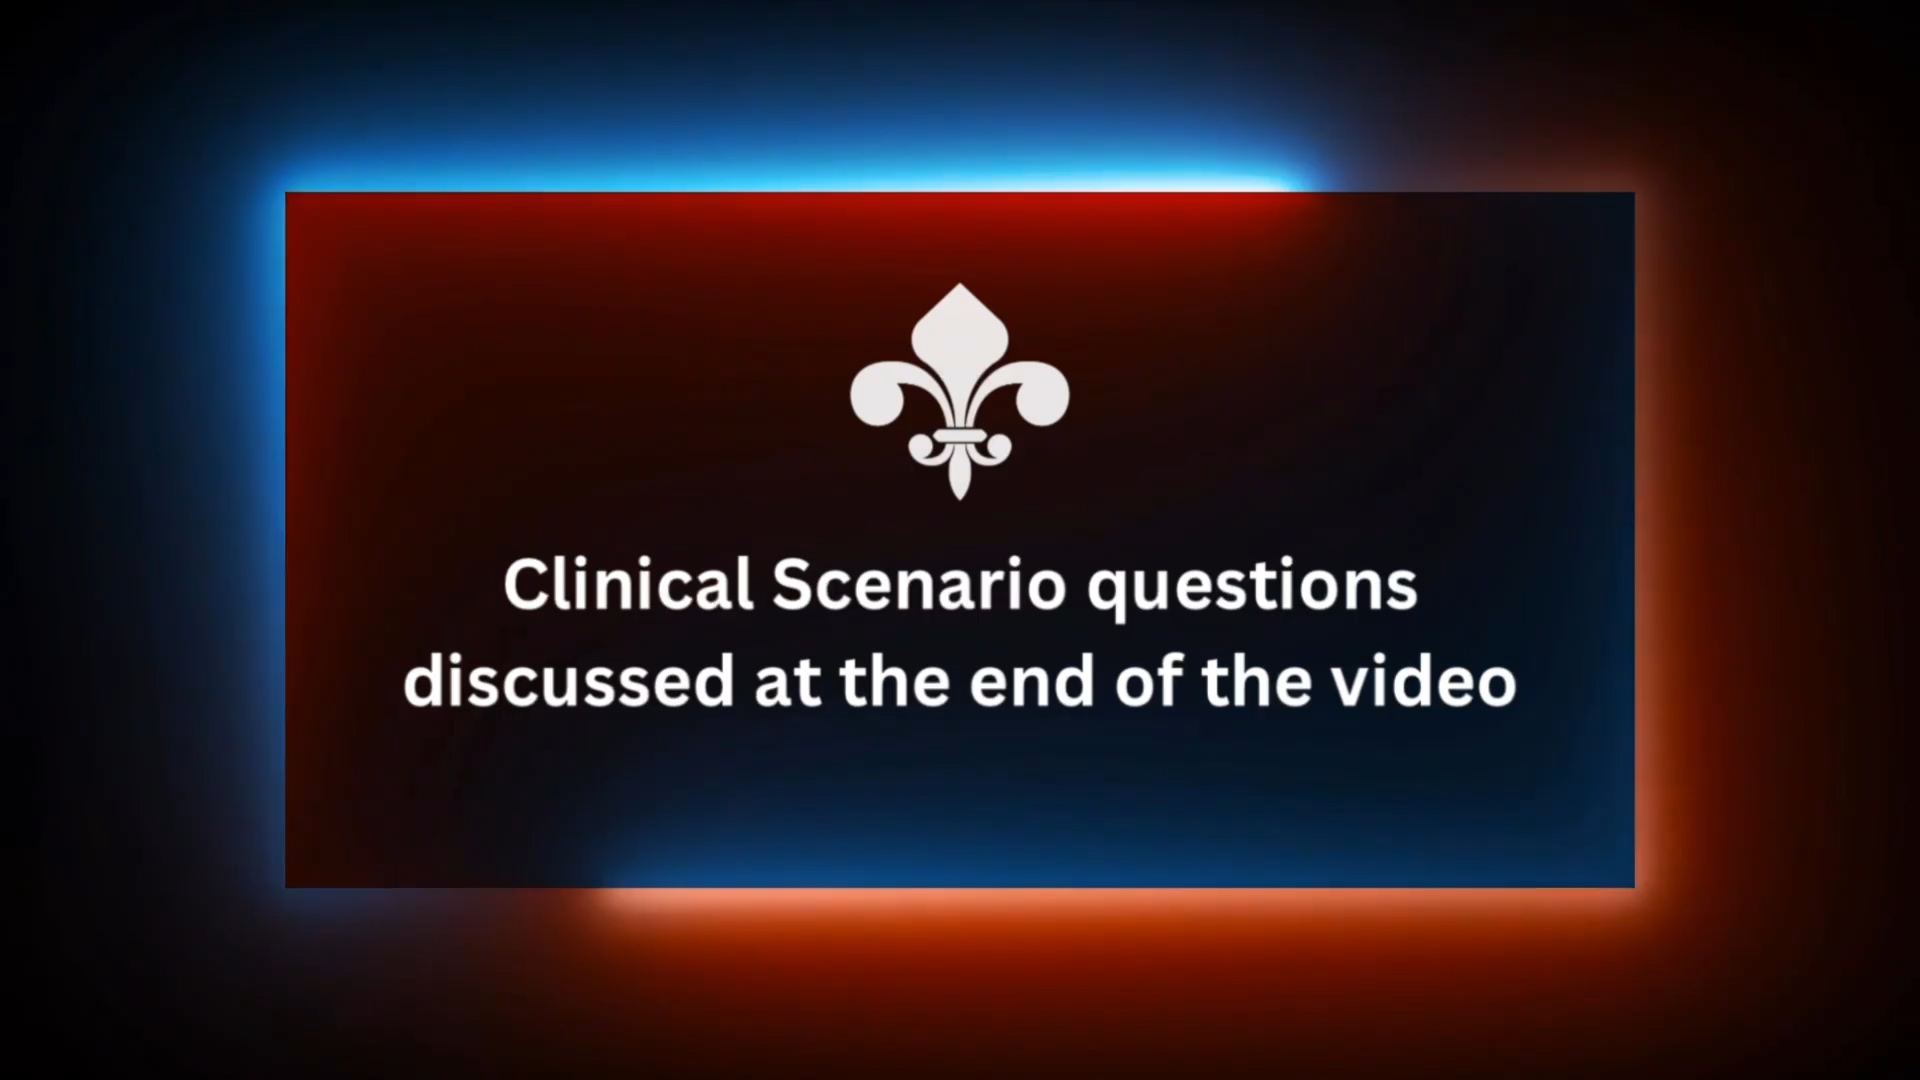 Clinical Scenario questions
discussed at the end of the video